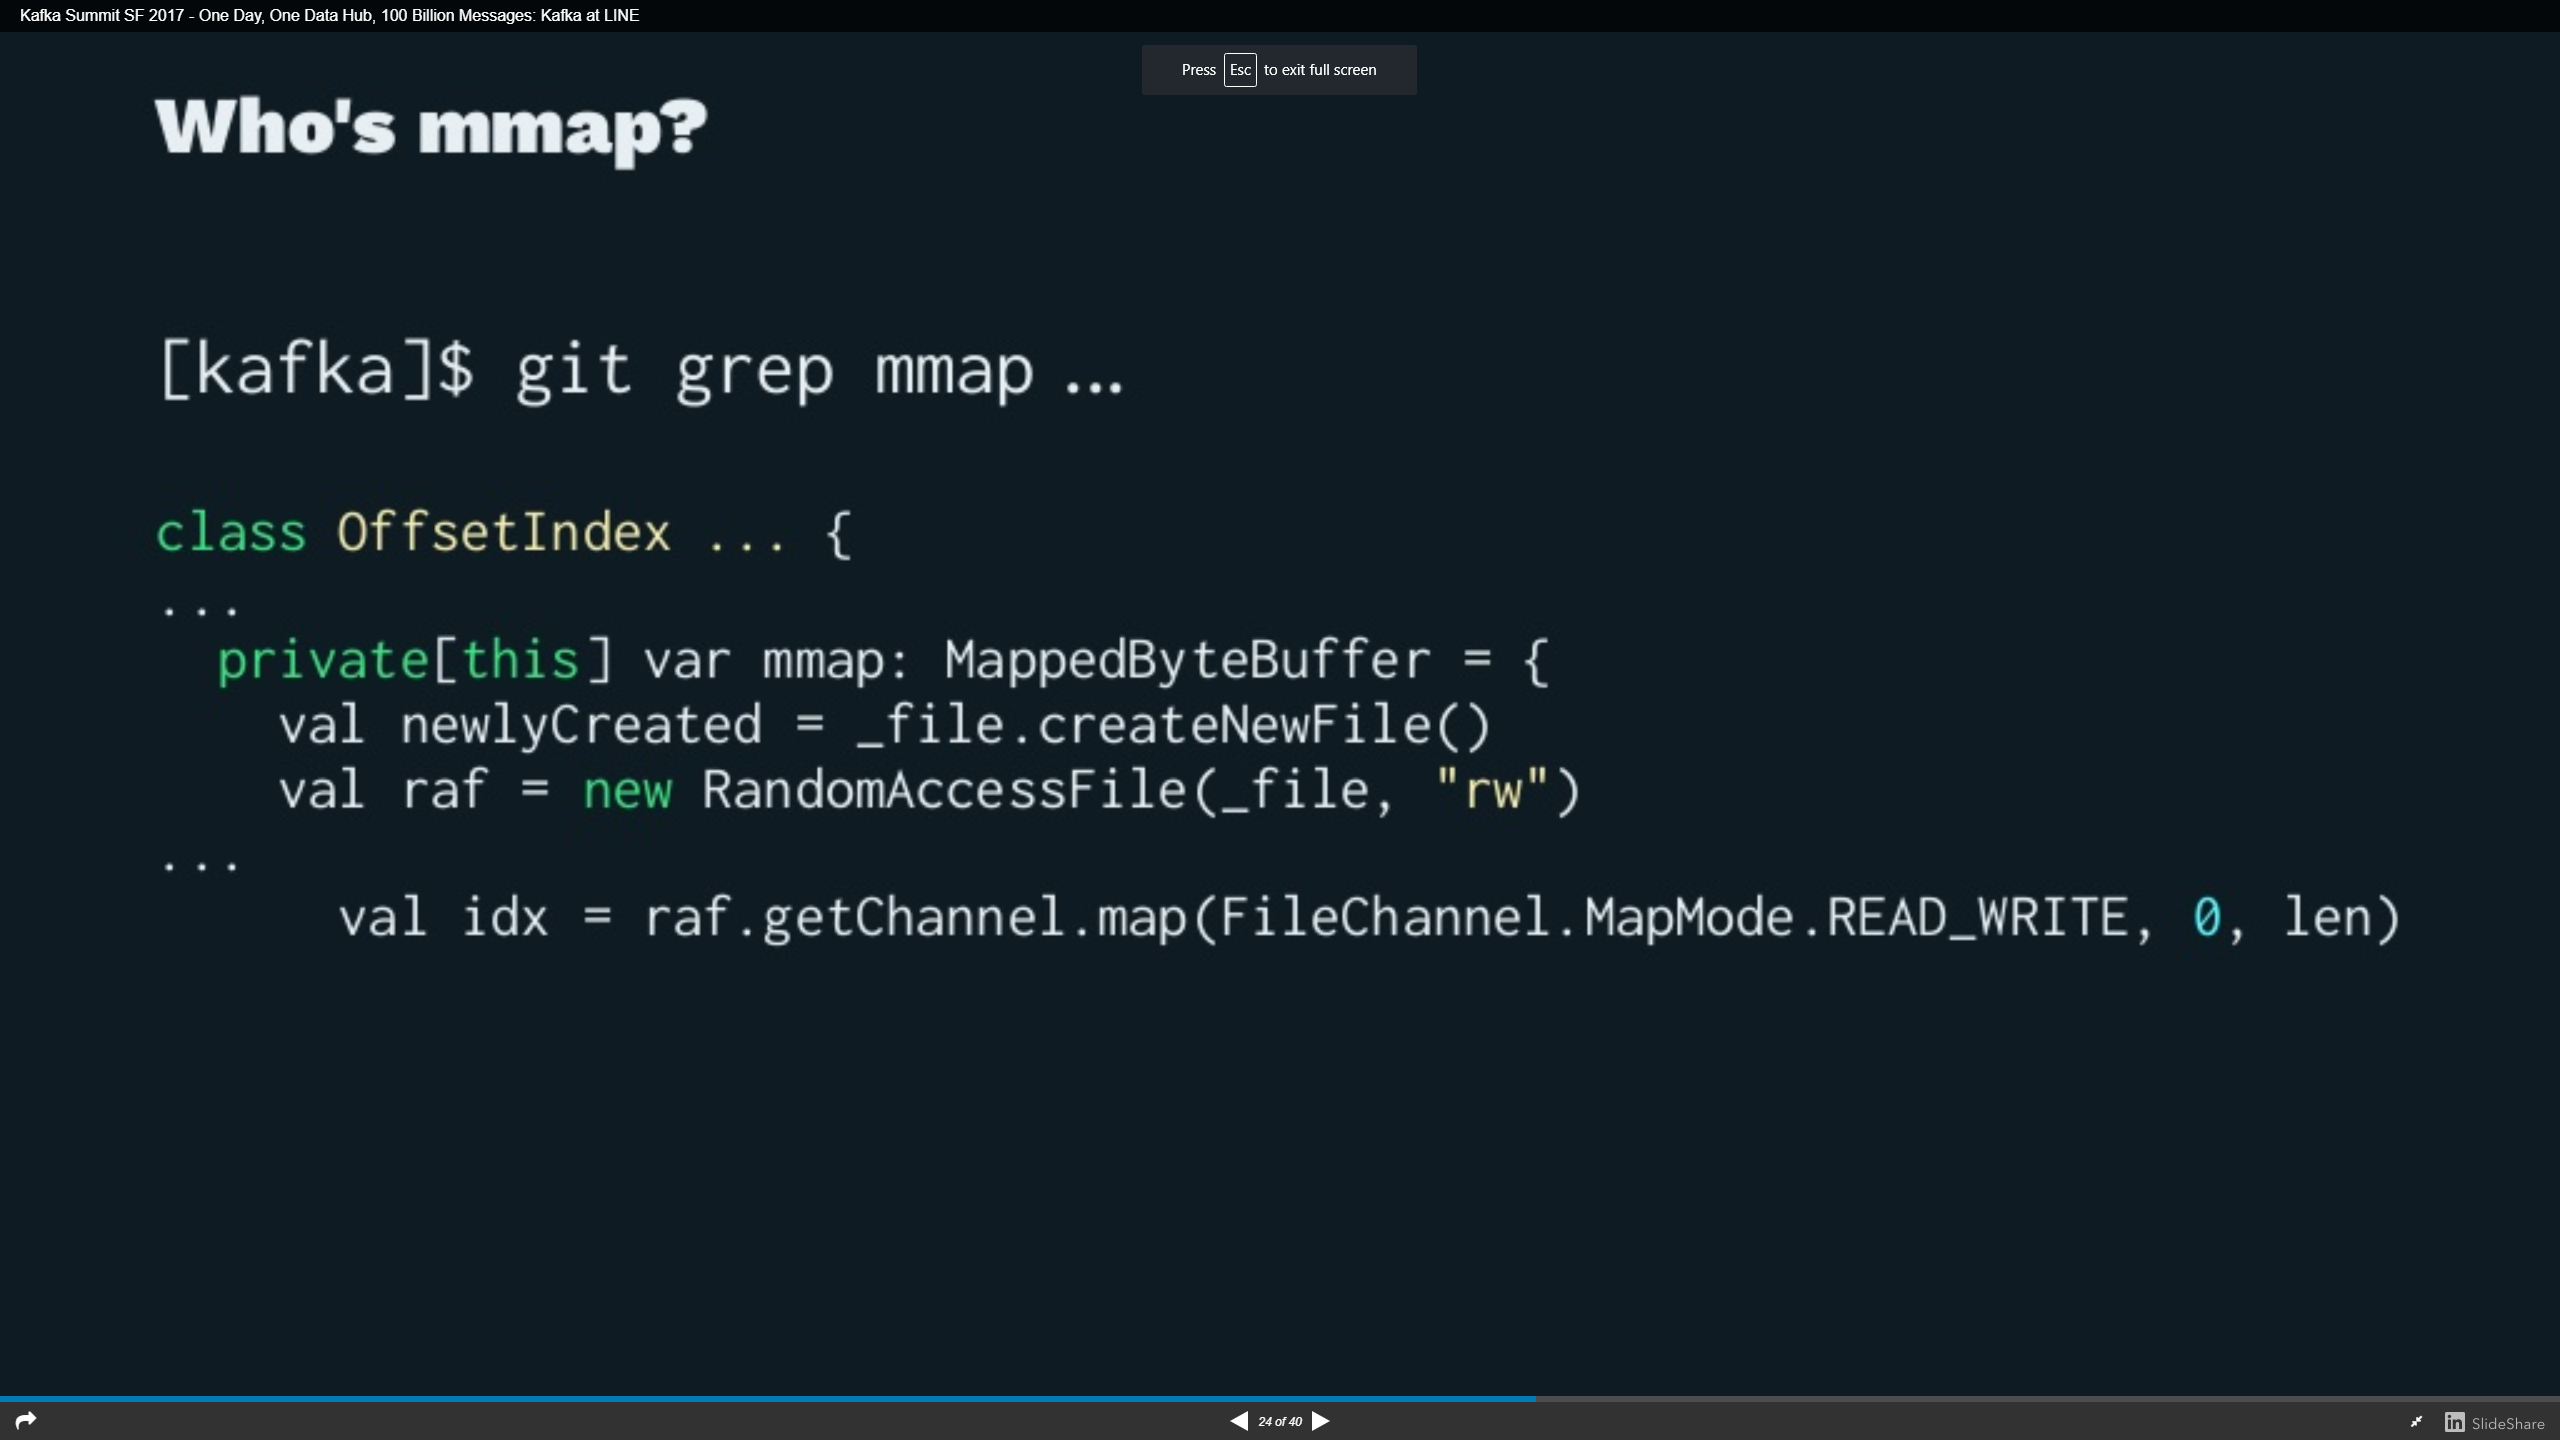 Kafka Summit SF 2017 - One Day, One Data Hub, 100 Billion Messages: Kafka at LINE
Press Esc to exit full screen
Who's mmap?
[kafka]$ git grep mmap ...
class OffsetIndex ... {
...
  private[this] var mmap: MappedByteBuffer = {
    val newlyCreated = _file.createNewFile()
    val raf = new RandomAccessFile(_file, "rw")
...
      val idx = raf.getChannel.map(FileChannel.MapMode.READ_WRITE, 0, len)
24 of 40
in SlideShare